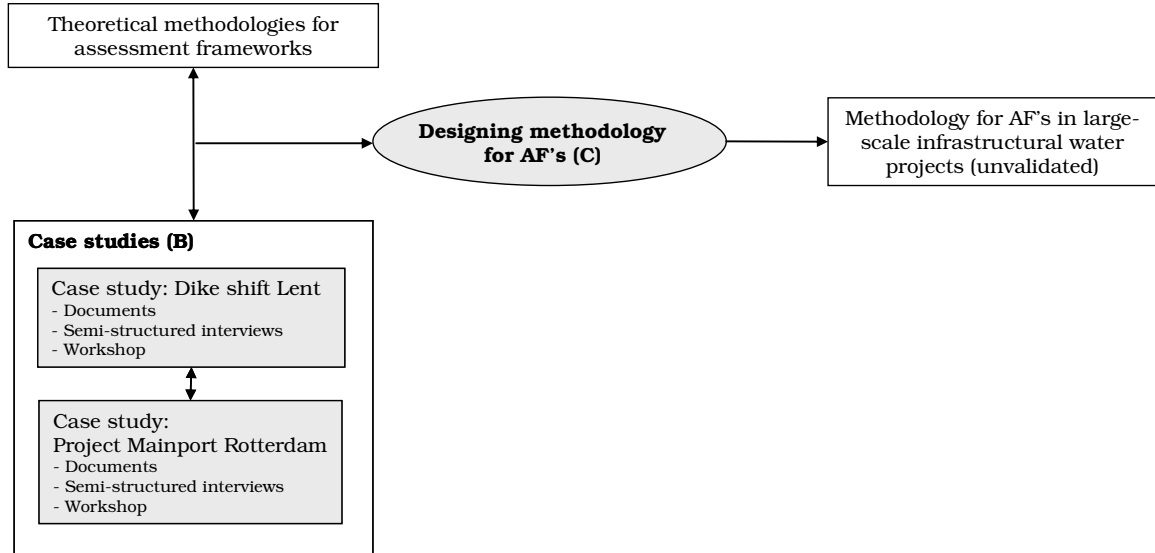 Theoretical methodologies for
assessment frameworks
Designing methodology
for AF's (C)
Methodology for AF's in large-
scale infrastructural water
projects (unvalidated)
Case studies (B)
Case study: Dike shift Lent
- Documents
- Semi-structured interviews
- Workshop
Case study:
Project Mainport Rotterdam
- Documents
- Semi-structured interviews
- Workshop